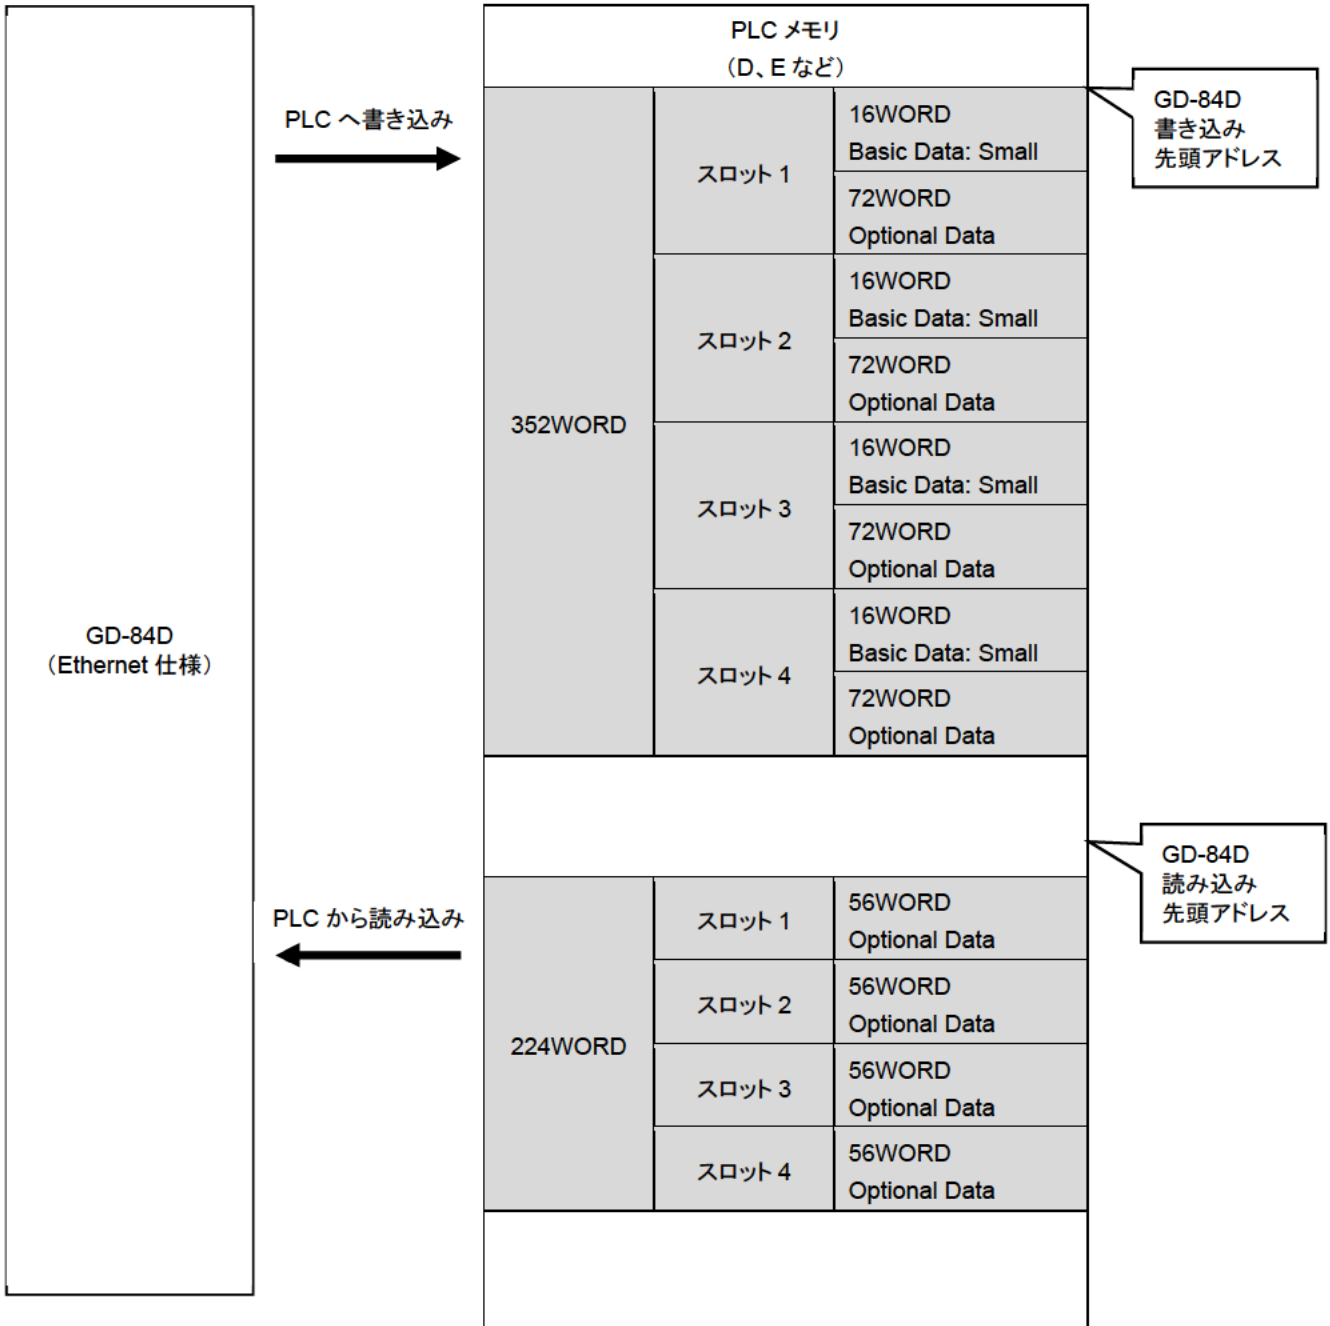 PLC メモリ
（D、E など）
GD-84D
書き込み
先頭アドレス
PLC へ書き込み
352WORD
スロット 1
16WORD
Basic Data: Small
72WORD
Optional Data
スロット 2
16WORD
Basic Data: Small
72WORD
Optional Data
スロット 3
16WORD
Basic Data: Small
72WORD
Optional Data
スロット 4
16WORD
Basic Data: Small
72WORD
Optional Data
GD-84D
（Ethernet 仕様）
GD-84D
読み込み
先頭アドレス
PLC から読み込み
224WORD
スロット 1
56WORD
Optional Data
スロット 2
56WORD
Optional Data
スロット 3
56WORD
Optional Data
スロット 4
56WORD
Optional Data